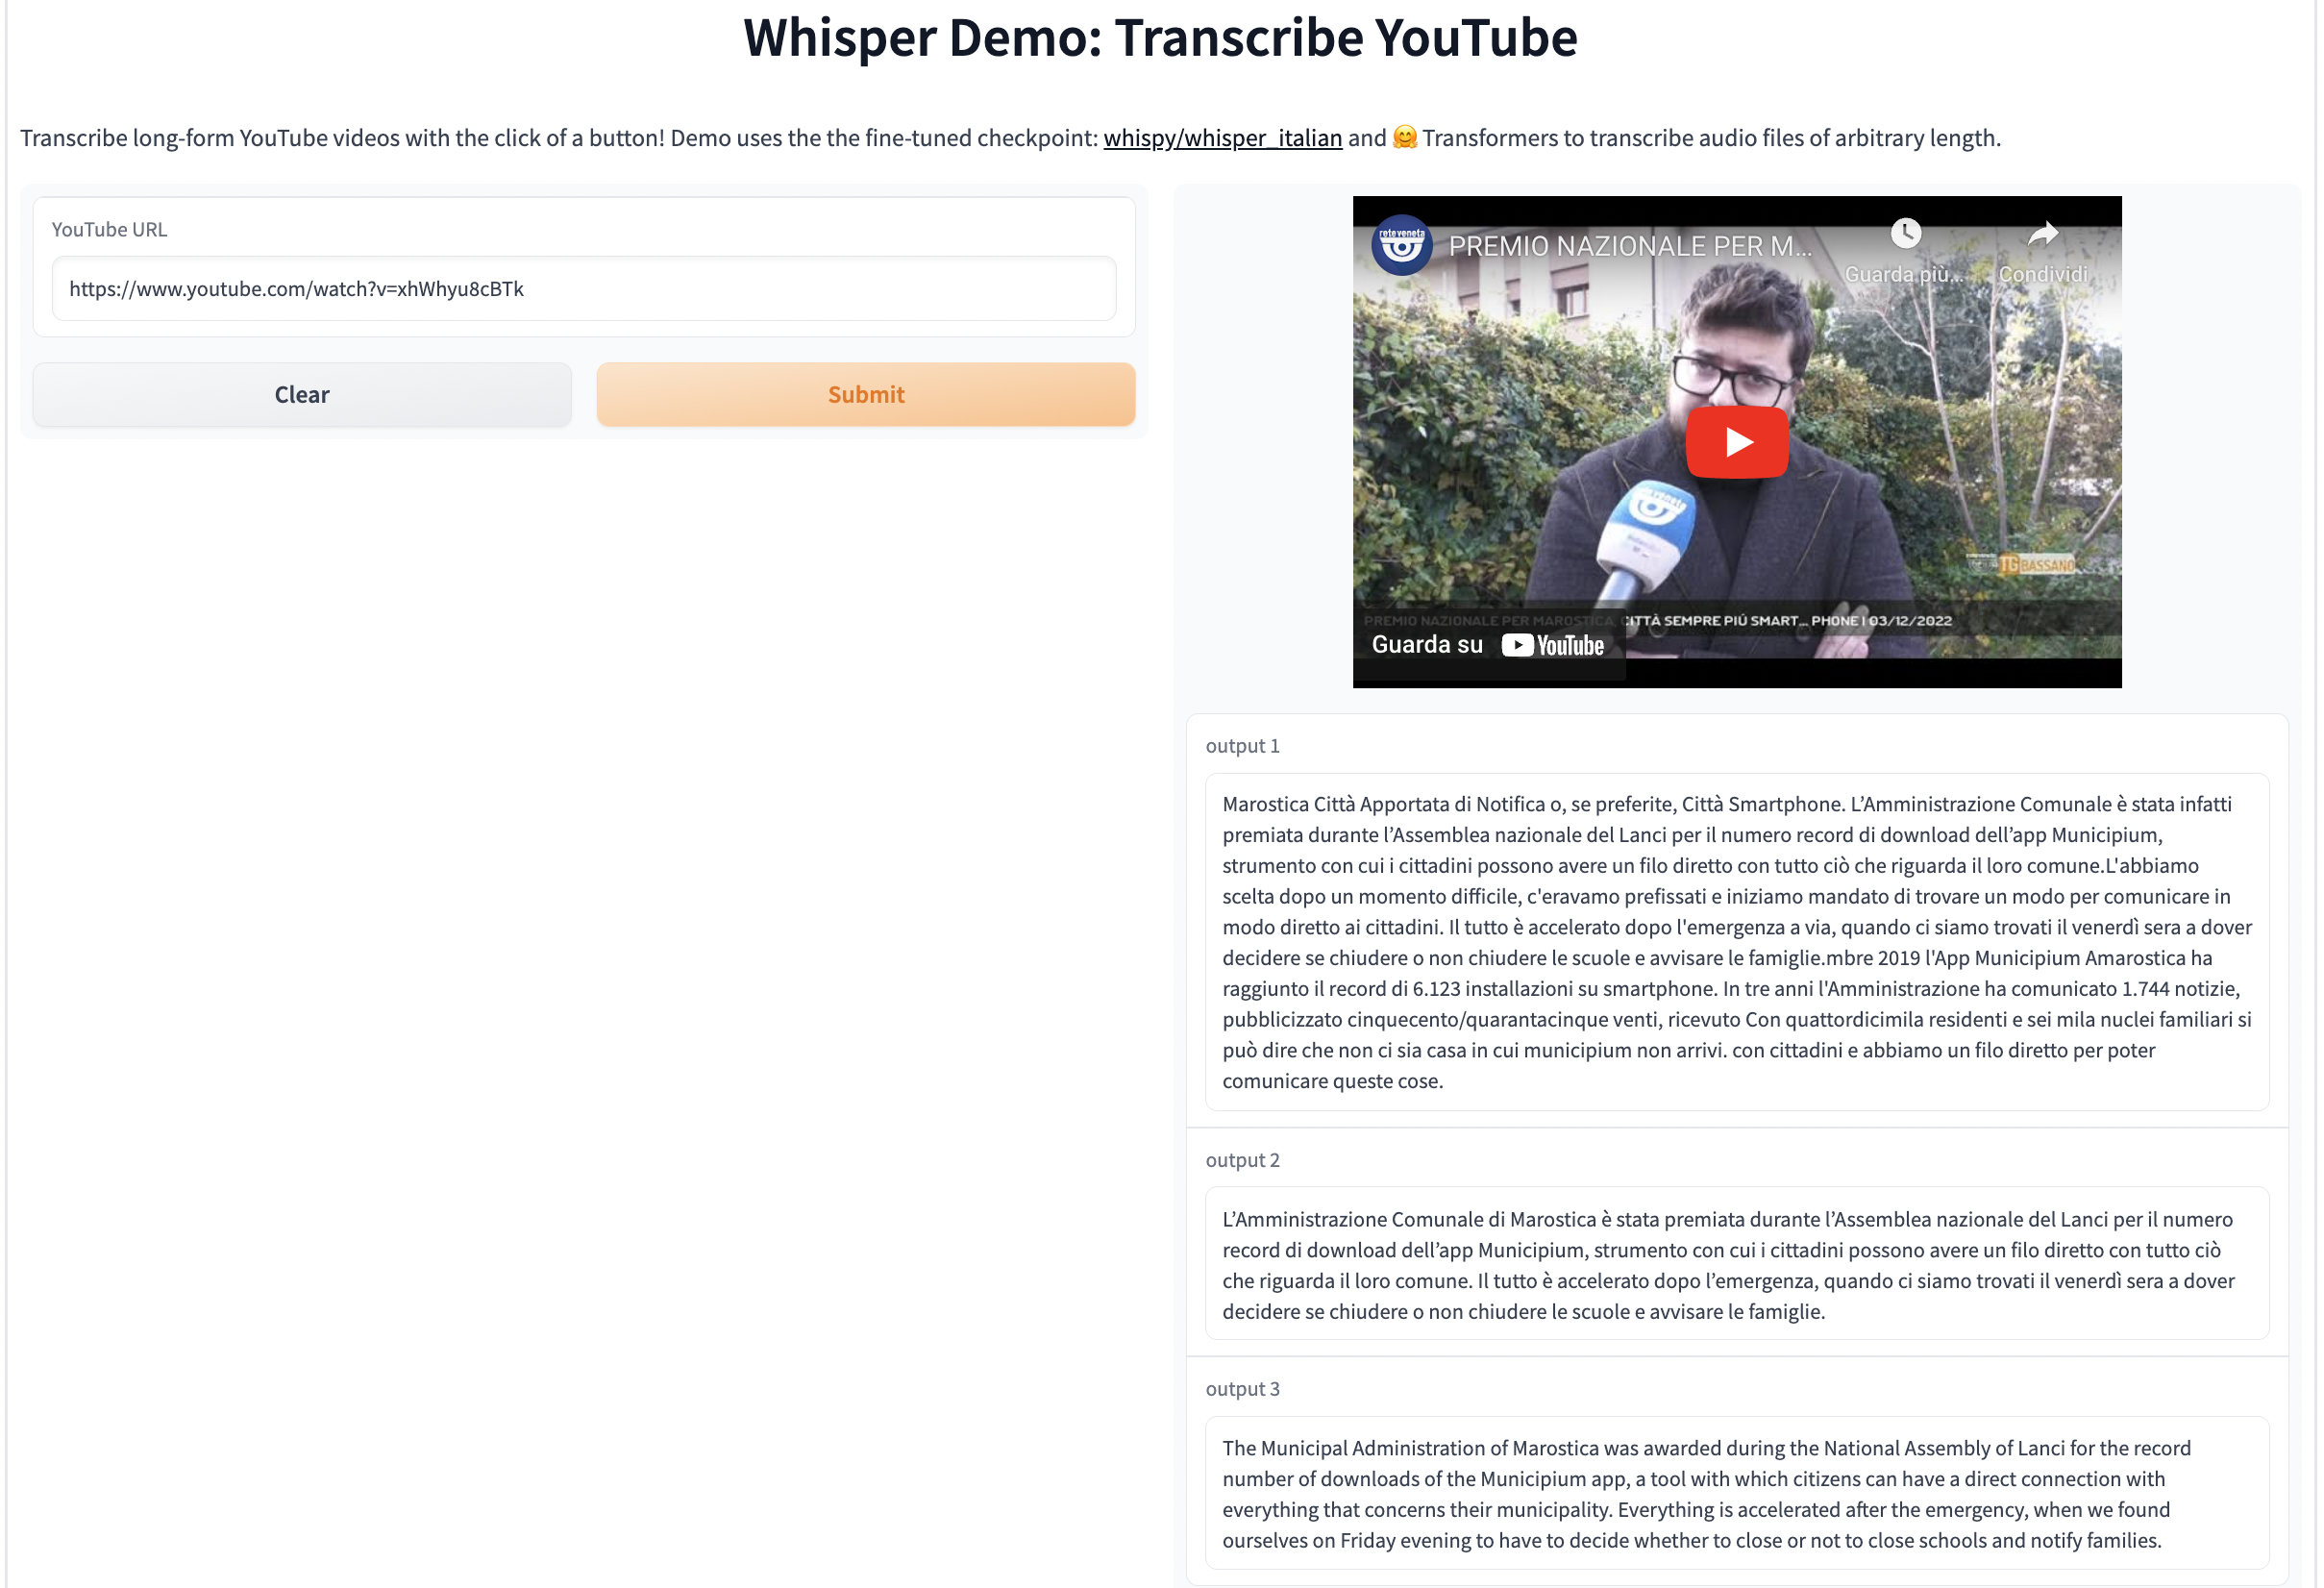 Whisper Demo: Transcribe YouTube
Transcribe long-form YouTube videos with the click of a button! Demo uses the the fine-tuned checkpoint: whispy/whisper_italian and 🤗 Transformers to transcribe audio files of arbitrary length.
YouTube URL
https://www.youtube.com/watch?v=xhWhyu8cBTk
Clear
Submit
rete veneta
PREMIO NAZIONALE PER M...
Guarda più...
Condividi
rete veneta
TGBASSANO
PREMIO NAZIONALE PER MAROSTICA, CITTÀ SEMPRE PIÚ SMART... PHONE | 03/12/2022
Guarda su YouTube
output 1
Marostica Città Apportata di Notifica o, se preferite, Città Smartphone. L’Amministrazione Comunale è stata infatti
premiata durante l’Assemblea nazionale del Lanci per il numero record di download dell’app Municipium,
strumento con cui i cittadini possono avere un filo diretto con tutto ciò che riguarda il loro comune.L'abbiamo
scelta dopo un momento difficile, c'eravamo prefissati e iniziamo mandato di trovare un modo per comunicare in
modo diretto ai cittadini. Il tutto è accelerato dopo l'emergenza a via, quando ci siamo trovati il venerdì sera a dover
decidere se chiudere o non chiudere le scuole e avvisare le famiglie.mbre 2019 l'App Municipium Amarostica ha
raggiunto il record di 6.123 installazioni su smartphone. In tre anni l'Amministrazione ha comunicato 1.744 notizie,
pubblicizzato cinquecento/quarantacinque venti, ricevuto Con quattordicimila residenti e sei mila nuclei familiari si
può dire che non ci sia casa in cui municipium non arrivi. con cittadini e abbiamo un filo diretto per poter
comunicare queste cose.
output 2
L’Amministrazione Comunale di Marostica è stata premiata durante l’Assemblea nazionale del Lanci per il numero
record di download dell’app Municipium, strumento con cui i cittadini possono avere un filo diretto con tutto ciò
che riguarda il loro comune. Il tutto è accelerato dopo l’emergenza, quando ci siamo trovati il venerdì sera a dover
decidere se chiudere o non chiudere le scuole e avvisare le famiglie.
output 3
The Municipal Administration of Marostica was awarded during the National Assembly of Lanci for the record
number of downloads of the Municipium app, a tool with which citizens can have a direct connection with
everything that concerns their municipality. Everything is accelerated after the emergency, when we found
ourselves on Friday evening to have to decide whether to close or not to close schools and notify families.